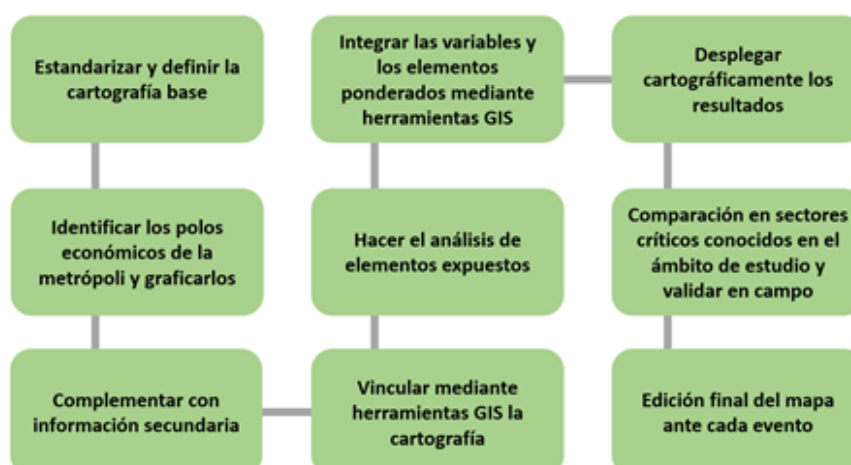 Estandarizar y definir la
cartografía base
Identificar los polos
económicos de la
metrópoli y graficarlos
Complementar con
información secundaria
Vincular mediante
herramientas GIS la
cartografía
Hacer el análisis de
elementos expuestos
Integrar las variables y
los elementos
ponderados mediante
herramientas GIS
Desplegar
cartográficamente los
resultados
Comparación en sectores
críticos conocidos en el
ámbito de estudio y
validar en campo
Edición final del mapa
ante cada evento